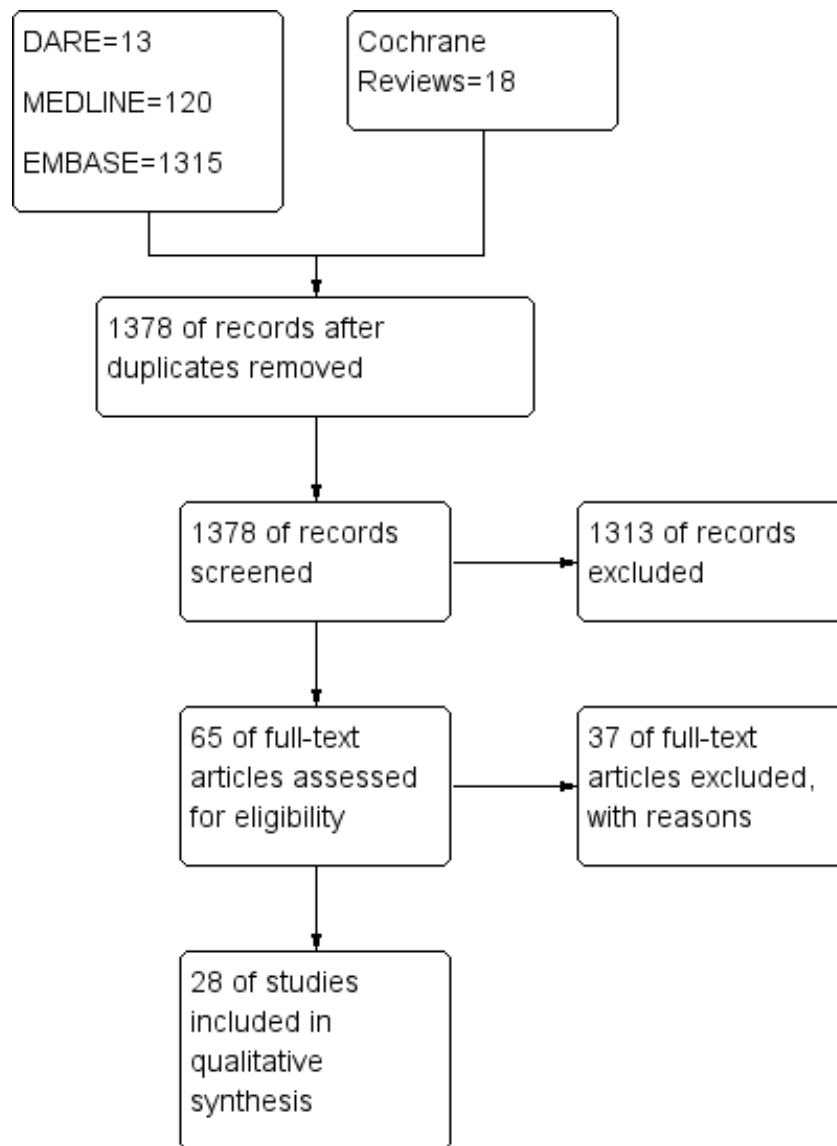 DARE=13
MEDLINE=120
EMBASE=1315
Cochrane
Reviews=18
1378 of records after
duplicates removed
1378 of records
screened
1313 of records
excluded
65 of full-text
articles assessed
for eligibility
37 of full-text
articles excluded,
with reasons
28 of studies
included in
qualitative
synthesis